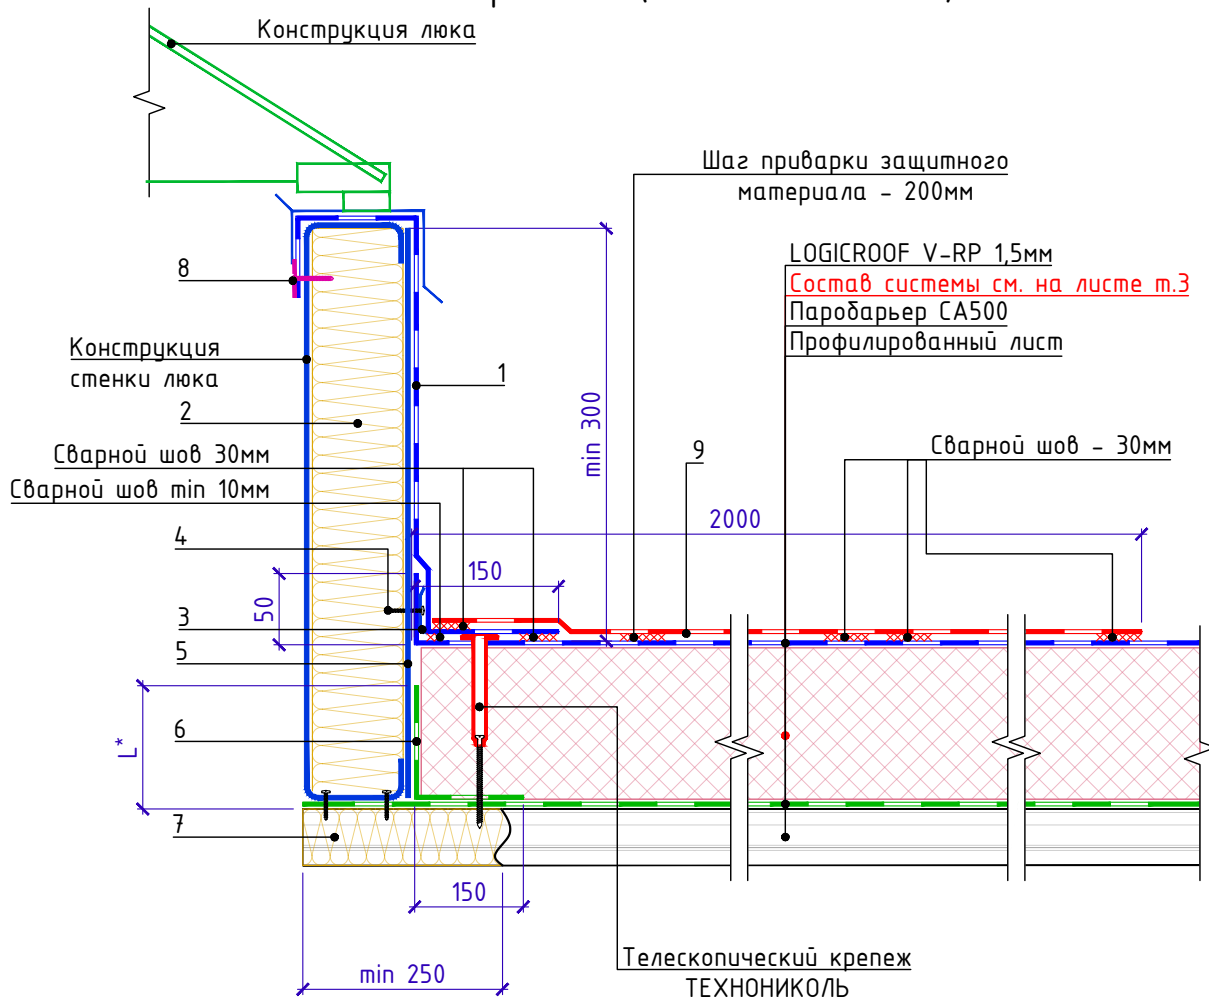 Конструкция люка
Шаг приварки защитного
материала - 200мм
LOGICROOF V-RP 1,5мм
Состав системы см. на листе т.3
Паробарьер СА500
Профилированный лист
8
Конструкция
стенки люка
1
2
min 300
Сварной шов 30мм
9
Сварной шов - 30мм
Сварной шов min 10мм
2000
4
150
50
3
5
L*
6
7
150
min 250
Телескопический крепеж
ТЕХНОНИКОЛЬ